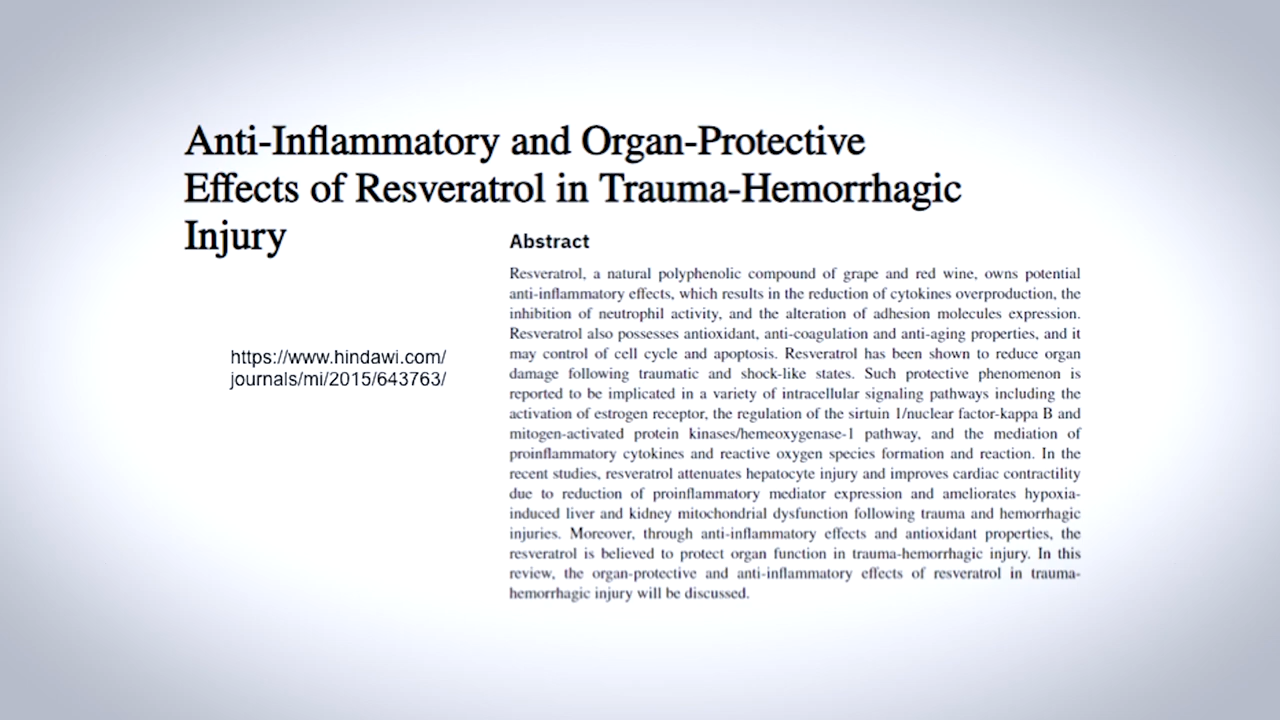 Anti-Inflammatory and Organ-Protective
Effects of Resveratrol in Trauma-Hemorrhagic
Injury
https://www.hindawi.com/
journals/mi/2015/643763/
Abstract
Resveratrol, a natural polyphenolic compound of grape and red wine, owns potential
anti-inflammatory effects, which results in the reduction of cytokines overproduction, the
inhibition of neutrophil activity, and the alteration of adhesion molecules expression.
Resveratrol also possesses antioxidant, anti-coagulation and anti-aging properties, and it
may control of cell cycle and apoptosis. Resveratrol has been shown to reduce organ
damage following traumatic and shock-like states. Such protective phenomenon is
reported to be implicated in a variety of intracellular signaling pathways including the
activation of estrogen receptor, the regulation of the sirtuin 1/nuclear factor-kappa B and
mitogen-activated protein kinases/hemeoxygenase-1 pathway, and the mediation of
proinflammatory cytokines and reactive oxygen species formation and reaction. In the
recent studies, resveratrol attenuates hepatocyte injury and improves cardiac contractility
due to reduction of proinflammatory mediator expression and ameliorates hypoxia-
induced liver and kidney mitochondrial dysfunction following trauma and hemorrhagic
injuries. Moreover, through anti-inflammatory effects and antioxidant properties, the
resveratrol is believed to protect organ function in trauma-hemorrhagic injury. In this
review, the organ-protective and anti-inflammatory effects of resveratrol in trauma-
hemorrhagic injury will be discussed.